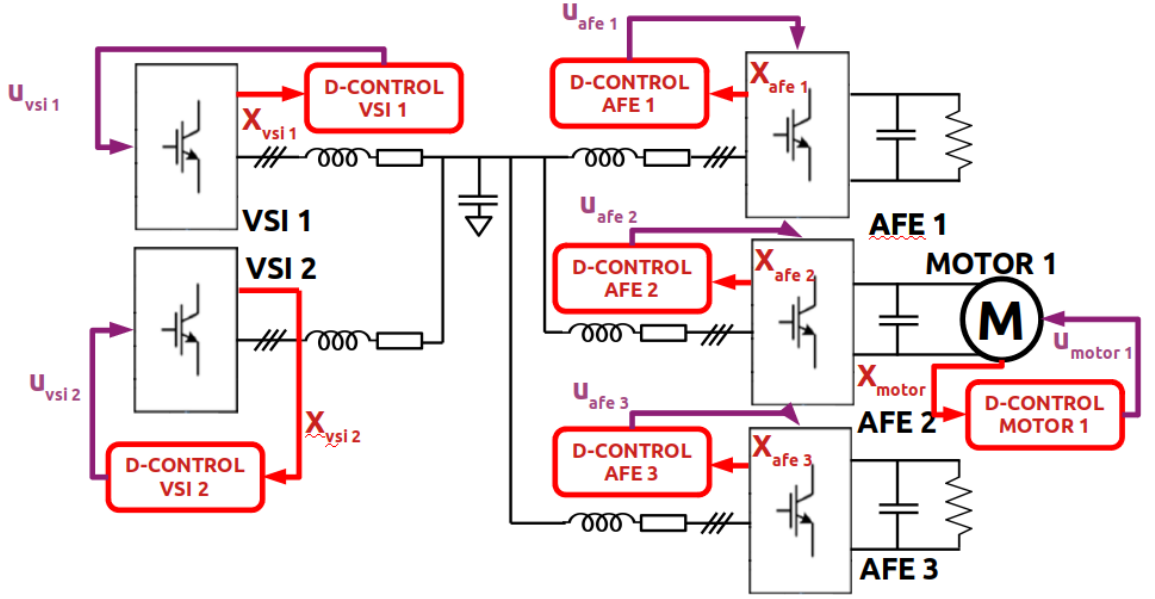 u afe 1
D-CONTROL
VSI 1
u vsi 1
X vsi 1
VSI 1
D-CONTROL
AFE 1
X afe 1
AFE 1
u afe 2
VSI 2
D-CONTROL
AFE 2
X afe 2
MOTOR 1
M
u motor 1
u vsi 2
X vsi 2
D-CONTROL
VSI 2
u afe 3
X motor
AFE 2
D-CONTROL
MOTOR 1
D-CONTROL
AFE 3
X afe 3
AFE 3